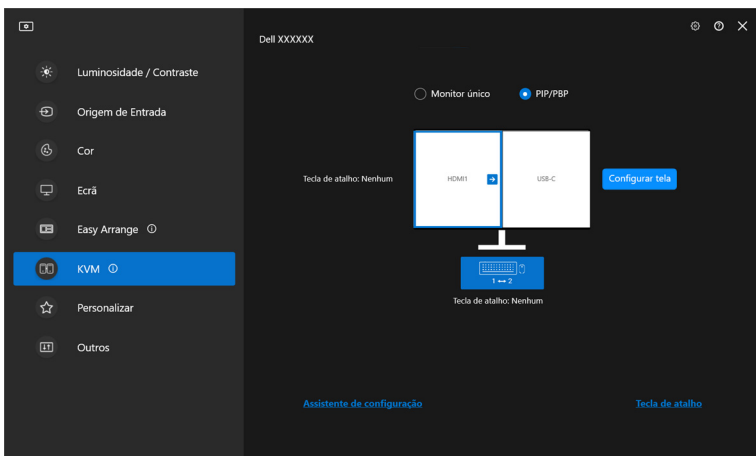 Dell XXXXXX
Luminosidade / Contraste
Origem de Entrada
Cor
Ecrã
Easy Arrange
KVM
Personalizar
Outros
Monitor único
PIP/PBP
Tecla de atalho: Nenhum
HDMI1
USB-C
Configurar tela
1 ↔ 2
Tecla de atalho: Nenhum
Assistente de configuração
Tecla de atalho